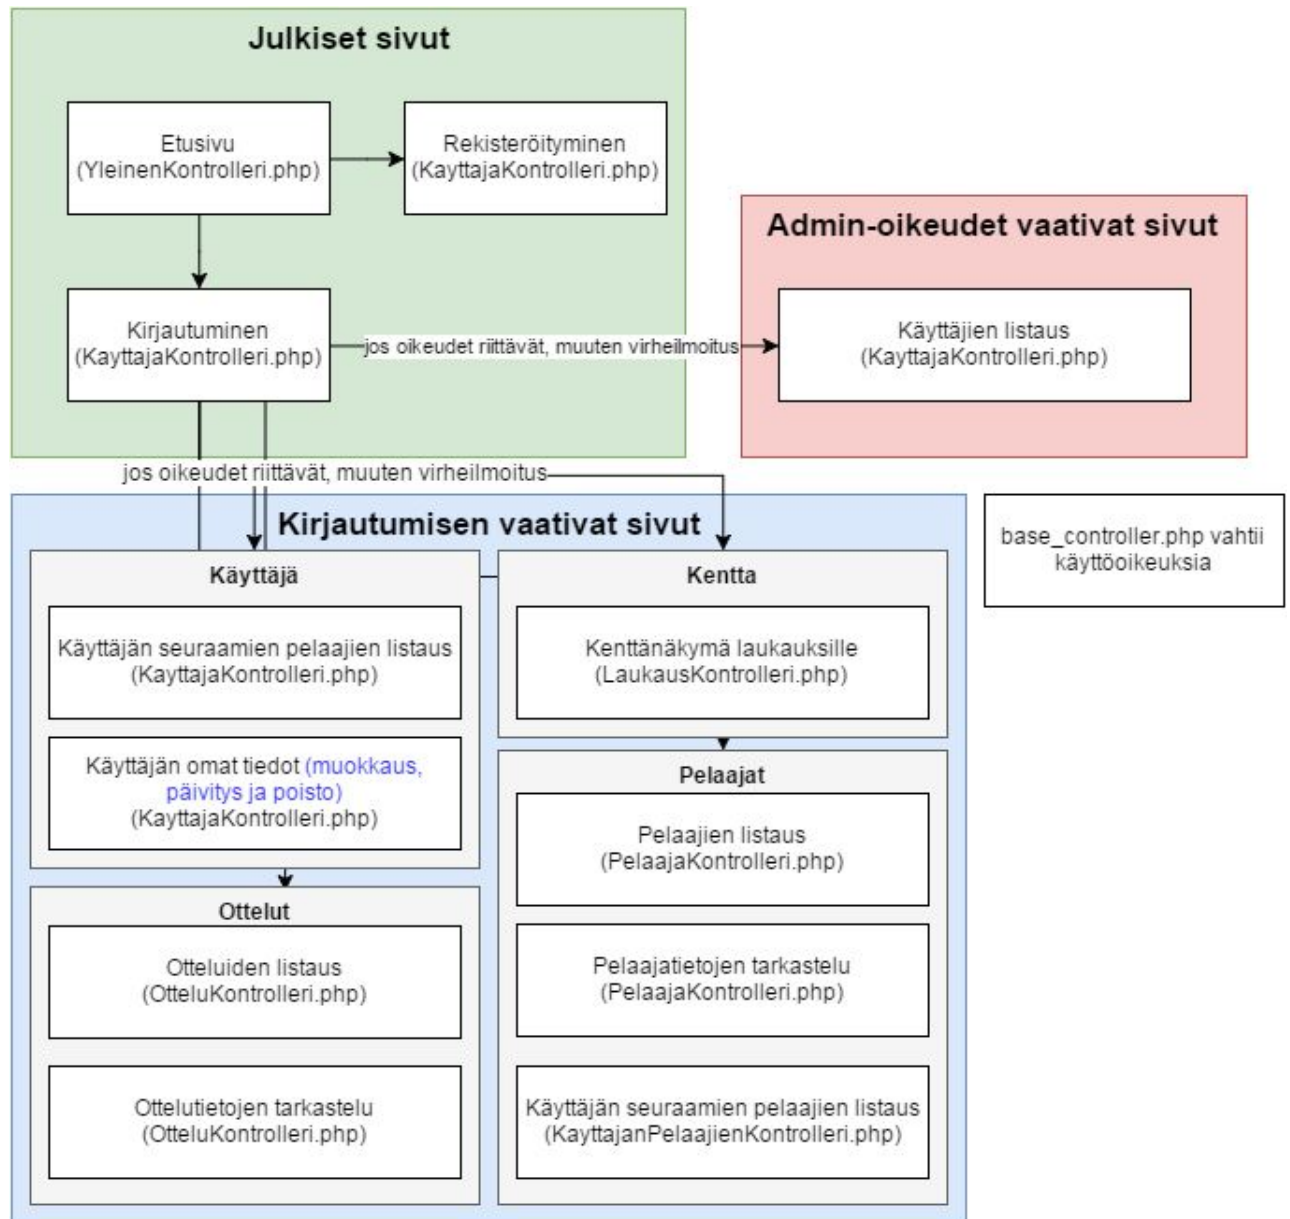 Julkiset sivut
Etusivu
(YleinenKontrolleri.php)
Rekisteröityminen
(KayttajaKontrolleri.php)
Kirjautuminen
(KayttajaKontrolleri.php)
jos oikeudet riittävät, muuten virheilmoitus
Admin-oikeudet vaativat sivut
Käyttäjien listaus
(KayttajaKontrolleri.php)
jos oikeudet riittävät, muuten virheilmoitus
Kirjautumisen vaativat sivut
base_controller.php vahtii
käyttöoikeuksia
Käyttäjä
Käyttäjän seuraamien pelaajien listaus
(KayttajaKontrolleri.php)
Käyttäjän omat tiedot (muokkaus,
päivitys ja poisto)
(KayttajaKontrolleri.php)
Kentta
Kenttänäkymä laukauksille
(LaukausKontrolleri.php)
Ottelut
Otteluiden listaus
(OtteluKontrolleri.php)
Ottelutietojen tarkastelu
(OtteluKontrolleri.php)
Pelaajat
Pelaajien listaus
(PelaajaKontrolleri.php)
Pelaajatietojen tarkastelu
(PelaajaKontrolleri.php)
Käyttäjän seuraamien pelaajien listaus
(KayttajanPelaajienKontrolleri.php)